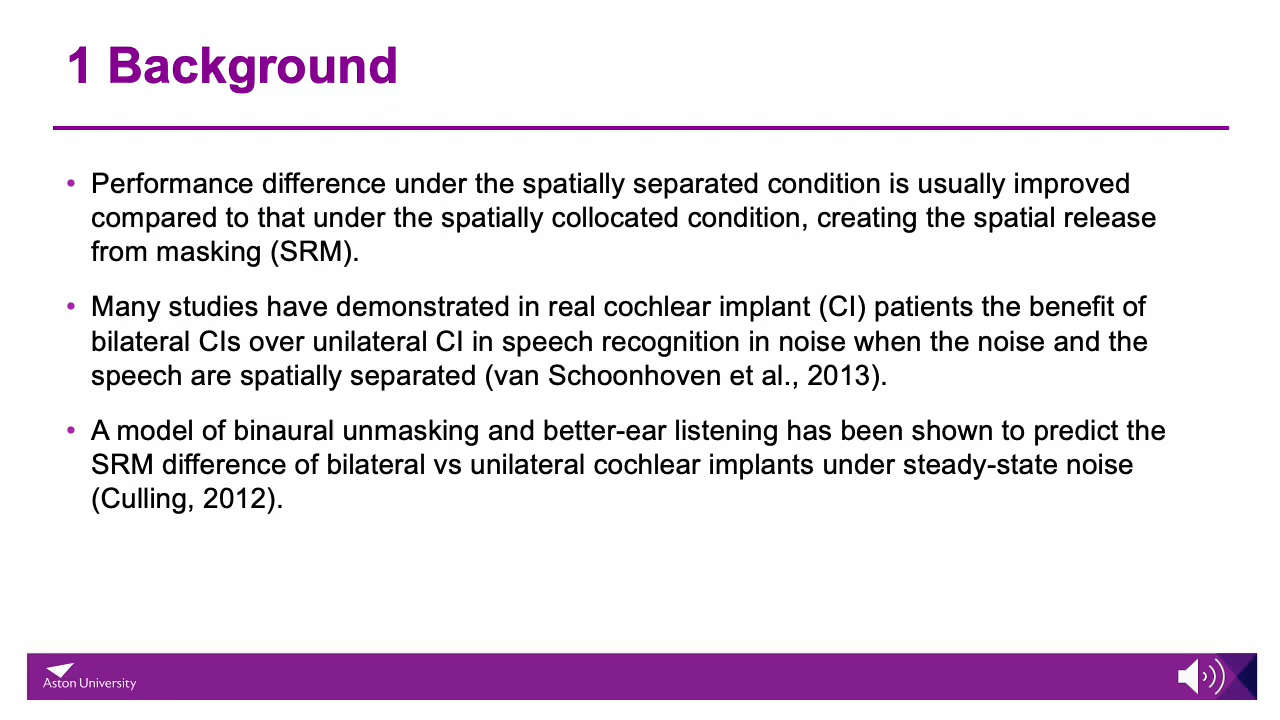 1 Background
• Performance difference under the spatially separated condition is usually improved
compared to that under the spatially collocated condition, creating the spatial release
from masking (SRM).
• Many studies have demonstrated in real cochlear implant (CI) patients the benefit of
bilateral CIs over unilateral CI in speech recognition in noise when the noise and the
speech are spatially separated (van Schoonhoven et al., 2013).
• A model of binaural unmasking and better-ear listening has been shown to predict the
SRM difference of bilateral vs unilateral cochlear implants under steady-state noise
(Culling, 2012).
Aston University